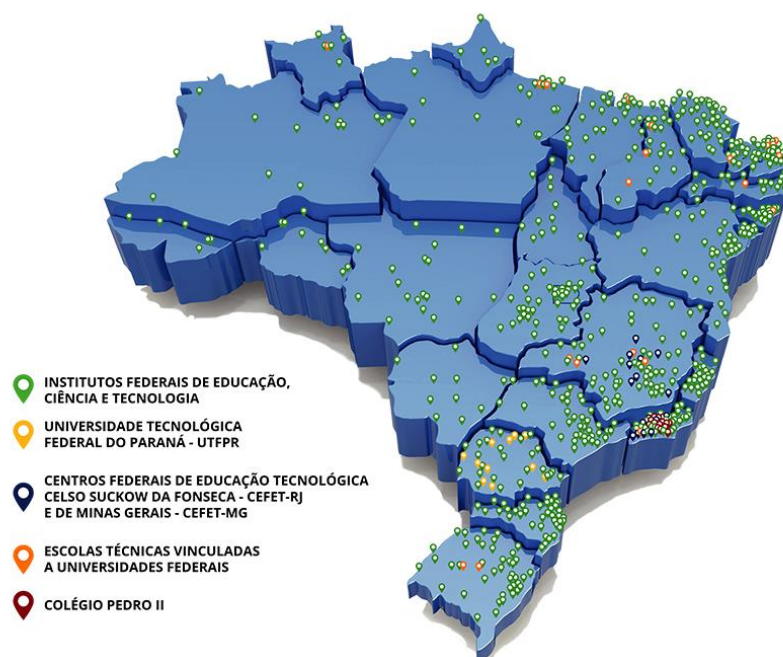 INSTITUTOS FEDERAIS DE EDUCAÇÃO,
CIÊNCIA E TECNOLOGIA
UNIVERSIDADE TECNOLÓGICA
FEDERAL DO PARANÁ - UTFPR
CENTROS FEDERAIS DE EDUCAÇÃO TECNOLÓGICA
CELSO SUCKOW DA FONSECA - CEFET-RJ
E DE MINAS GERAIS - CEFET-MG
ESCOLAS TÉCNICAS VINCULADAS
A UNIVERSIDADES FEDERAIS
COLÉGIO PEDRO II